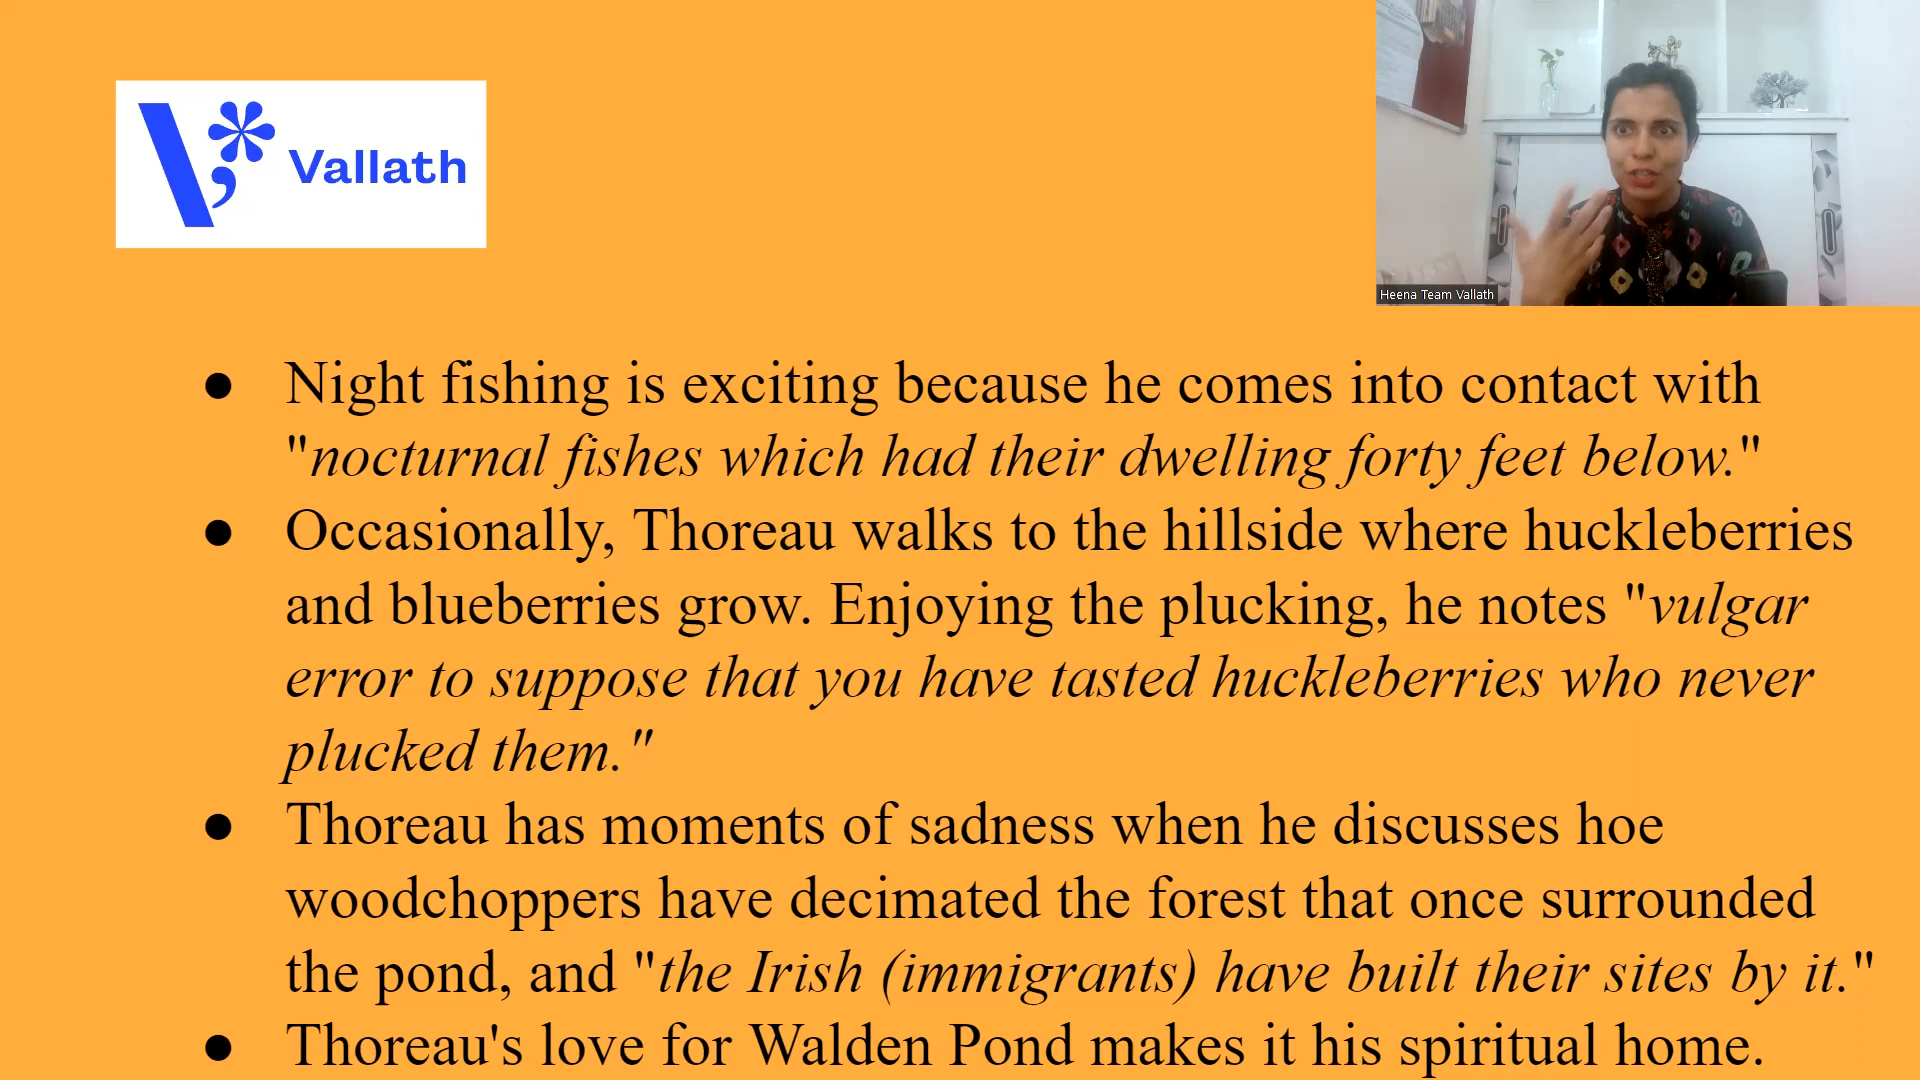 Vallath
Heena Team Vallath
● Night fishing is exciting because he comes into contact with
"nocturnal fishes which had their dwelling forty feet below."
● Occasionally, Thoreau walks to the hillside where huckleberries
and blueberries grow. Enjoying the plucking, he notes "vulgar
error to suppose that you have tasted huckleberries who never
plucked them."
● Thoreau has moments of sadness when he discusses hoe
woodchoppers have decimated the forest that once surrounded
the pond, and "the Irish (immigrants) have built their sites by it."
● Thoreau's love for Walden Pond makes it his spiritual home.